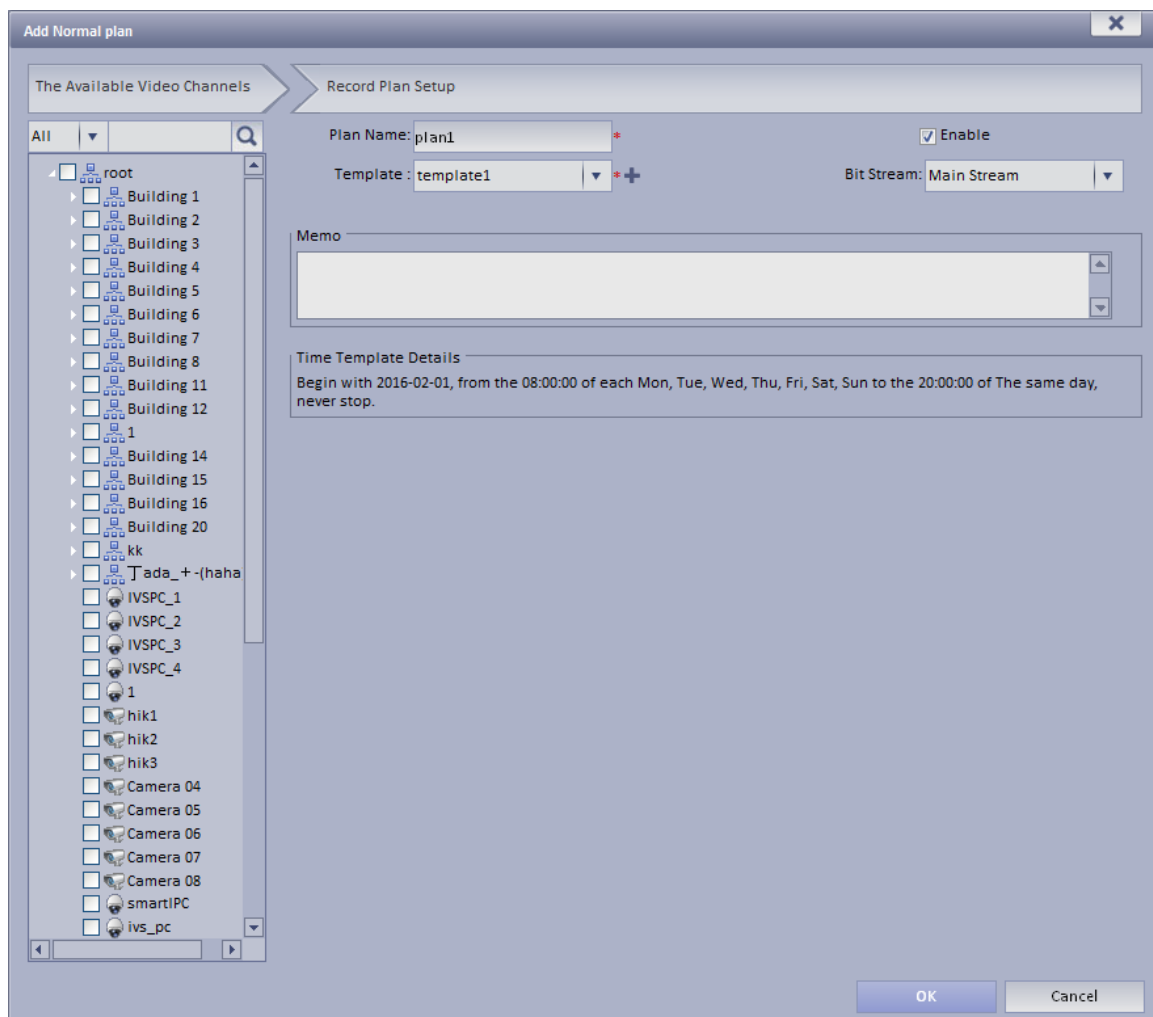 Add Normal plan
The Available Video Channels
Record Plan Setup
All
Plan Name: plan1 *
Enable
Template : template1 *
Bit Stream: Main Stream
root
Building 1
Building 2
Building 3
Building 4
Building 5
Building 6
Building 7
Building 8
Building 11
Building 12
1
Building 14
Building 15
Building 16
Building 20
kk
丁ada_+-(haha
IVSPC_1
IVSPC_2
IVSPC_3
IVSPC_4
1
hik1
hik2
hik3
Camera 04
Camera 05
Camera 06
Camera 07
Camera 08
smartIPC
ivs_pc
Memo
Time Template Details
Begin with 2016-02-01, from the 08:00:00 of each Mon, Tue, Wed, Thu, Fri, Sat, Sun to the 20:00:00 of The same day,
never stop.
OK
Cancel